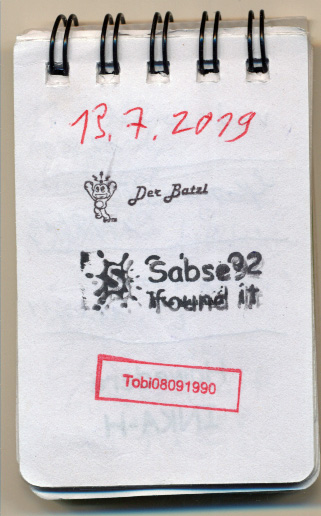 13.7.2019
Der Batzl
S Sabse92
found it
Tobi08091990